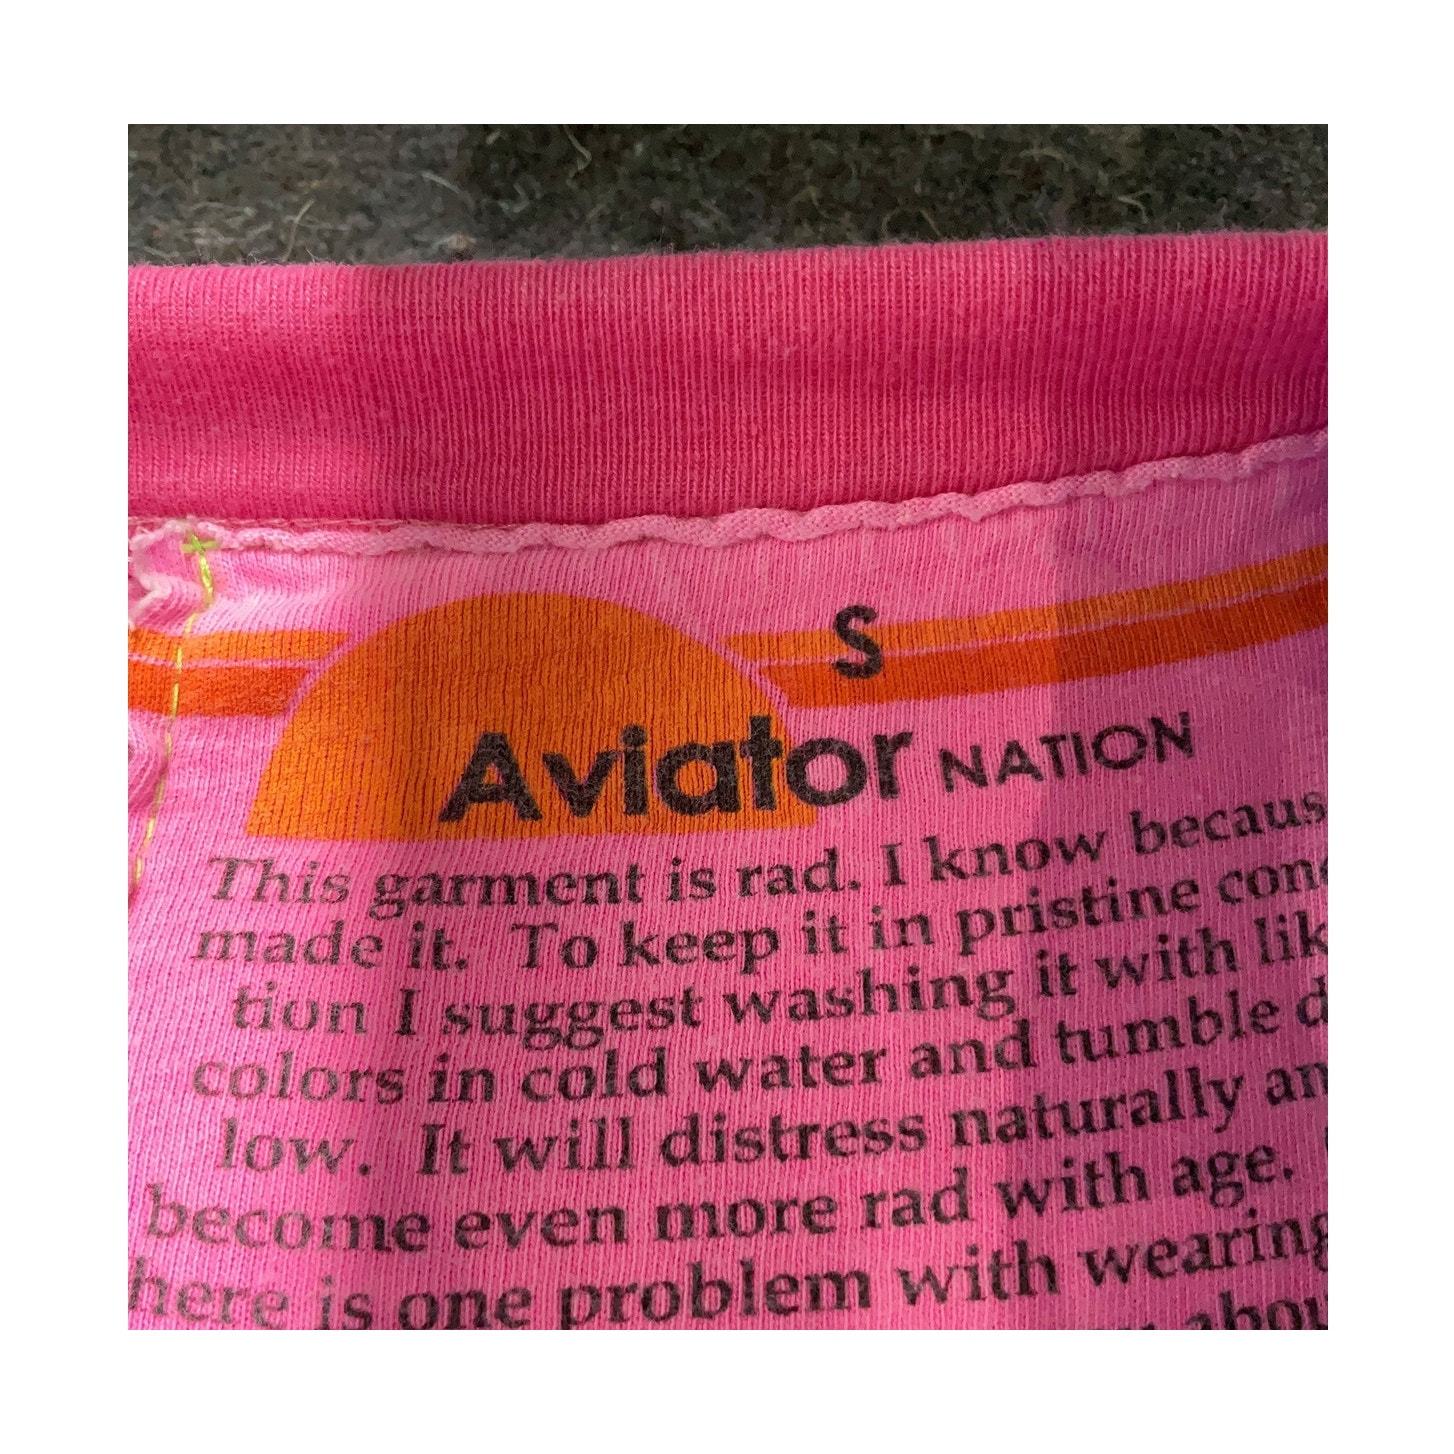 S
Aviator NATION
This garment is rad. I know becaus
made it. To keep it in pristine con
tion I suggest washing it with lik
colors in cold water and tumble d
low. It will distress naturally an
become even more rad with age.
here is one problem with wearing
abou